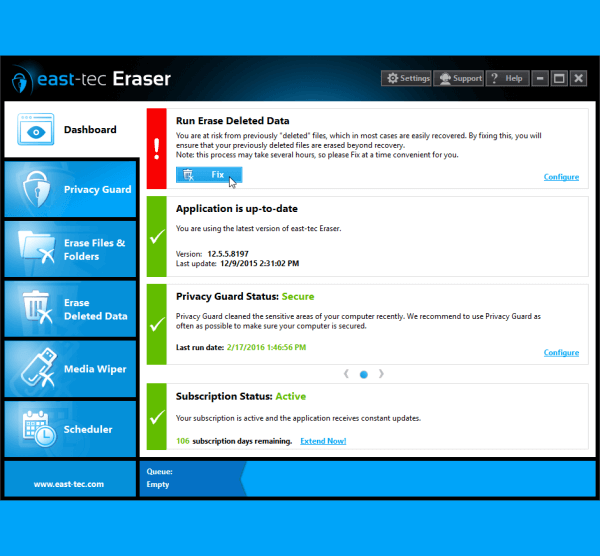 east-tec Eraser
Settings
Support
? Help
Dashboard
Privacy Guard
Erase Files &
Folders
Erase
Deleted Data
Media Wiper
Scheduler
www.east-tec.com
Run Erase Deleted Data
You are at risk from previously "deleted" files, which in most cases are easily recovered. By fixing this, you will
ensure that your previously deleted files are erased beyond recovery.
Note: this process may take several hours, so please Fix at a time convenient for you.
Fix
Configure
Application is up-to-date
You are using the latest version of east-tec Eraser.
Version: 12.5.5.8197
Last update: 12/9/2015 2:31:02 PM
Privacy Guard Status: Secure
Privacy Guard cleaned the sensitive areas of your computer recently. We recommend to use Privacy Guard as
often as possible to make sure your computer is secured.
Last run date: 2/17/2016 1:46:56 PM
Configure
Subscription Status: Active
Your subscription is active and the application receives constant updates.
106 subscription days remaining. Extend Now!
Queue:
Empty